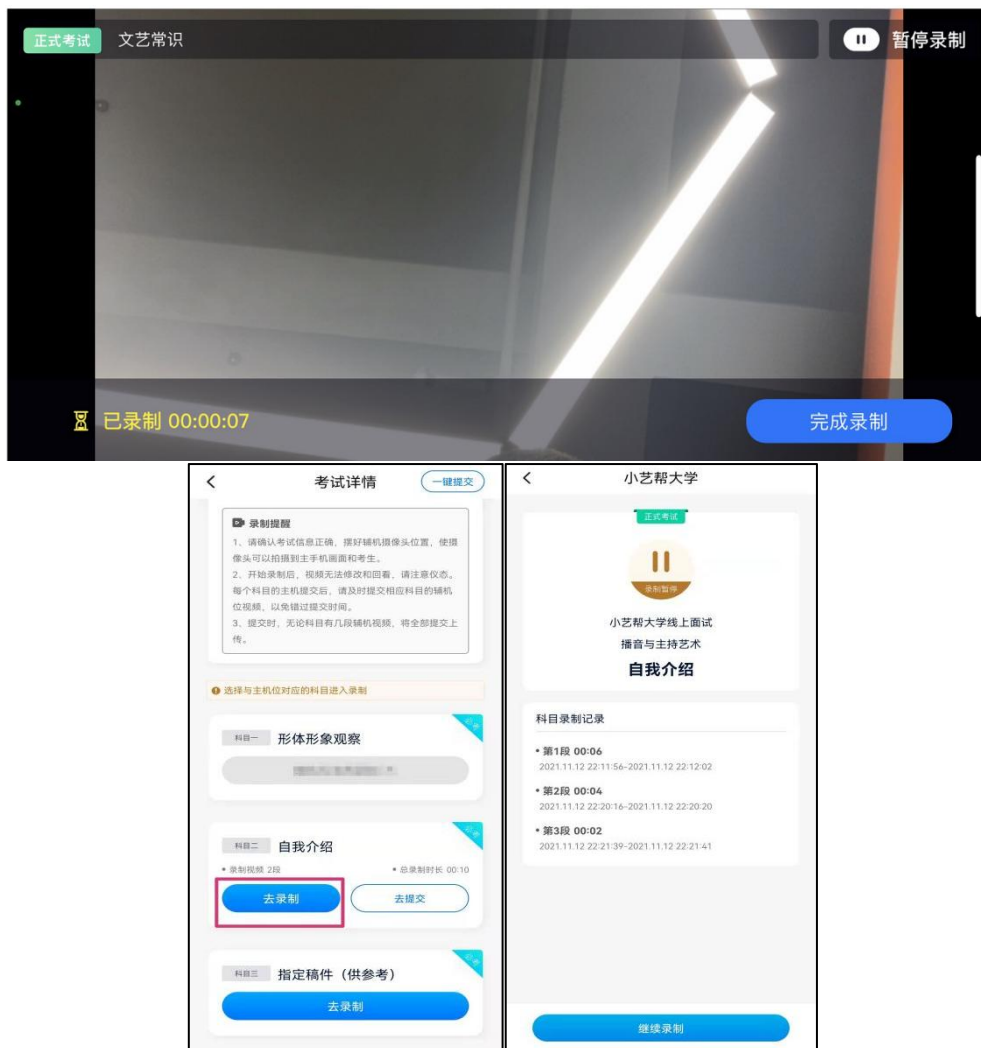 正式考试 文艺常识
暂停录制
已录制 00:00:07
完成录制
考试详情
一键提交
录制提醒
1、请确认考试信息正确，摆好辅机摄像头位置，使摄
像头可以拍摄到主手机画面和考生。
2、开始录制后，视频无法修改和回看，请注意仪态。
每个科目的主机提交后，请及时提交相应科目的辅机
位视频，以免错过提交时间。
3、提交时，无论科目有几段辅机视频，将全部提交上
传。
选择与主机位对应的科目进入录制
必考
科目一 形体形象观察
必考
科目二 自我介绍
• 录制视频 2段 • 总录制时长 00:10
去录制 去提交
必考
科目三 指定稿件（供参考）
去录制
小艺帮大学
正式考试
录制暂停
小艺帮大学线上面试
播音与主持艺术
自我介绍
科目录制记录
• 第1段 00:06
2021.11.12 22:11:56-2021.11.12 22:12:02
• 第2段 00:04
2021.11.12 22:20:16-2021.11.12 22:20:20
• 第3段 00:02
2021.11.12 22:21:39-2021.11.12 22:21:41
继续录制